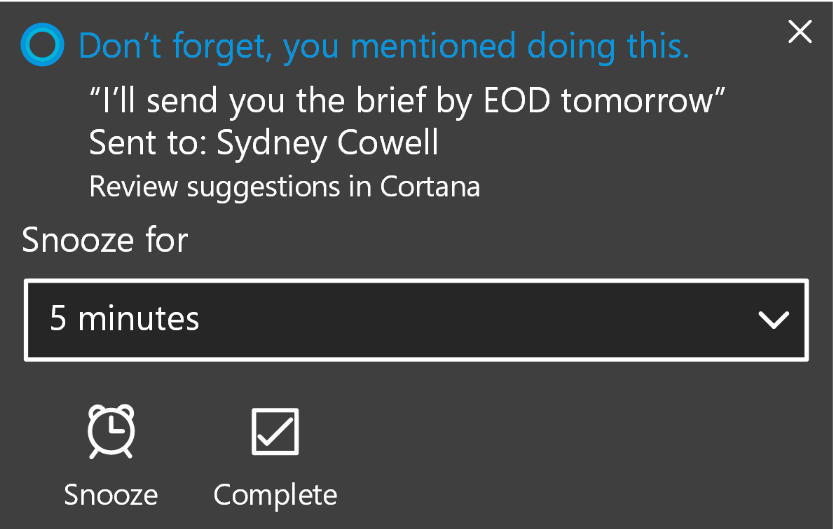 Don't forget, you mentioned doing this.
“I'll send you the brief by EOD tomorrow”
Sent to: Sydney Cowell
Review suggestions in Cortana
Snooze for
5 minutes
Snooze Complete